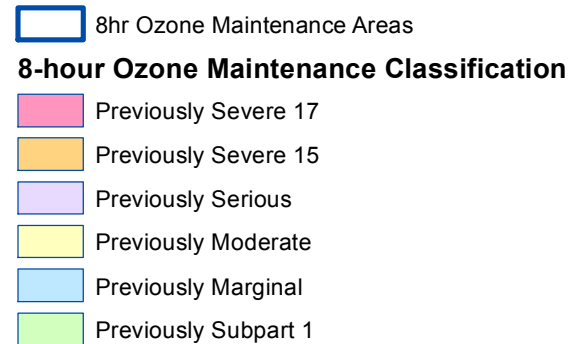 8hr Ozone Maintenance Areas
8-hour Ozone Maintenance Classification
Previously Severe 17
Previously Severe 15
Previously Serious
Previously Moderate
Previously Marginal
Previously Subpart 1